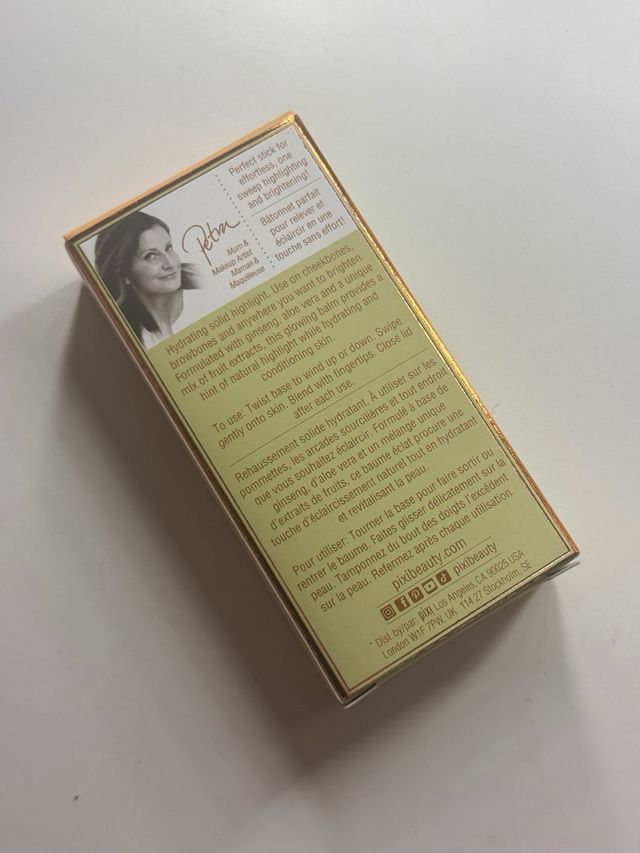 Petra
Mum &
Makeup Artist
Maman &
Maquilleuse
Perfect stick for
effortless, one
sweep highlighting
and brightening!
Bâtonnet parfait
pour relever et
éclaircir en une
touche sans effort!
Hydrating solid highlight. Use on cheekbones,
browbones and anywhere you want to brighten.
Formulated with ginseng, aloe vera and a unique
mix of fruit extracts, this glowing balm provides a
hint of natural highlight while hydrating and
conditioning skin.
To use: Twist base to wind up or down. Swipe
gently onto skin. Blend with fingertips. Close lid
after each use.
Rehaussement solide hydratant. À utiliser sur les
pommettes, les arcades sourcilières et tout endroit
que vous souhaitez éclaircir. Formulé à base de
ginseng, d'aloe vera et un mélange unique
d'extraits de fruits, ce baume éclat procure une
touche d'éclaircissement naturel tout en hydratant
et revitalisant la peau.
Pour utiliser: Tourner la base pour faire sortir ou
rentrer le baume. Faites glisser délicatement sur la
peau. Tamponnez du bout des doigts l'excédent
sur la peau. Refermez après chaque utilisation.
pixibeauty.com
pixibeauty
Dist. by/par: pixi Los Angeles, CA 90025 USA
London W1F 7PW, UK 114 27 Stockholm, SE